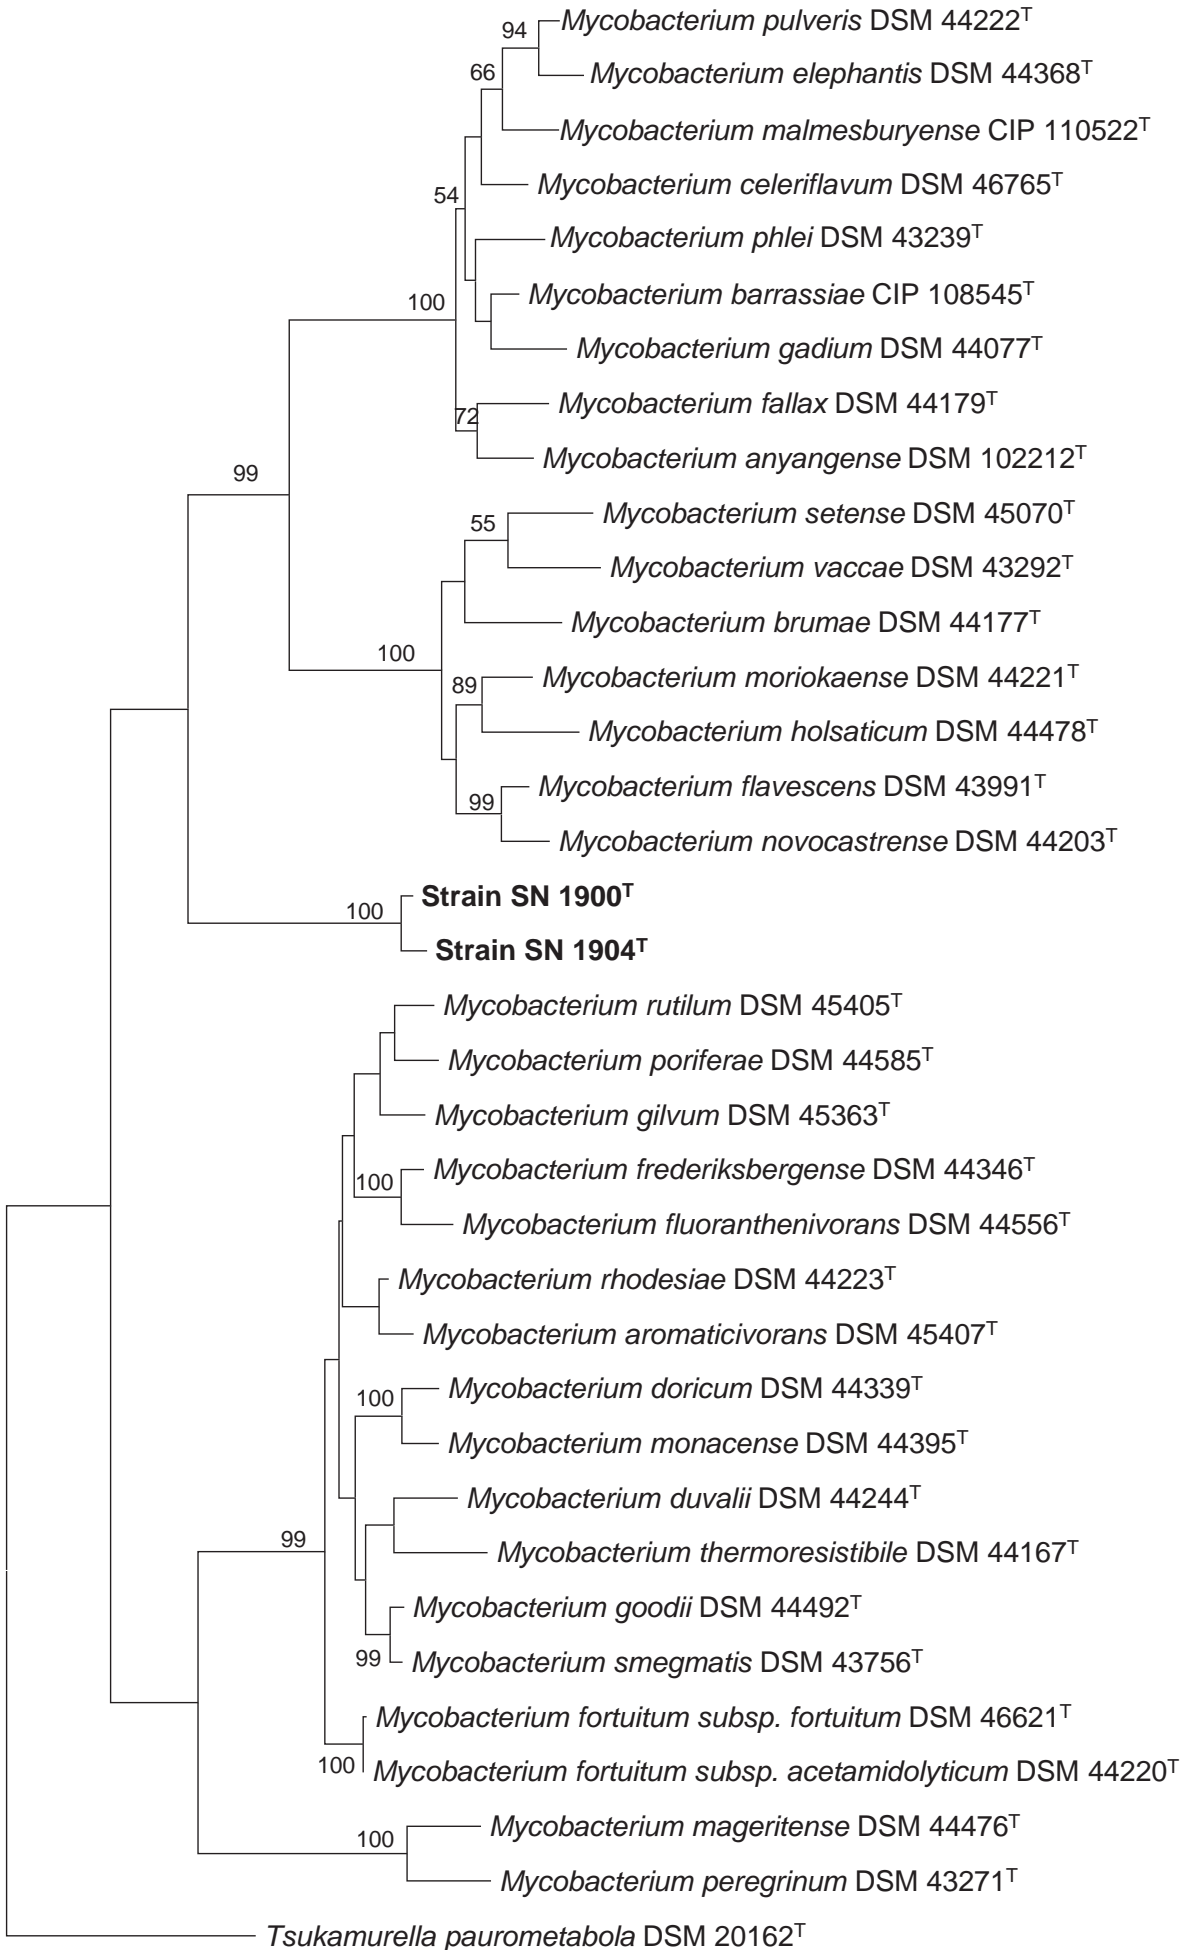 94
Mycobacterium pulveris DSM 44222ᵀ
66
Mycobacterium elephantis DSM 44368ᵀ
Mycobacterium malmesburyense CIP 110522ᵀ
Mycobacterium celeriflavum DSM 46765ᵀ
54
Mycobacterium phlei DSM 43239ᵀ
Mycobacterium barrassiae CIP 108545ᵀ
100
Mycobacterium gadium DSM 44077ᵀ
Mycobacterium fallax DSM 44179ᵀ
72
Mycobacterium anyangense DSM 102212ᵀ
99
Mycobacterium setense DSM 45070ᵀ
55
Mycobacterium vaccae DSM 43292ᵀ
Mycobacterium brumae DSM 44177ᵀ
100
Mycobacterium moriokaense DSM 44221ᵀ
89
Mycobacterium holsaticum DSM 44478ᵀ
Mycobacterium flavescens DSM 43991ᵀ
99
Mycobacterium novocastrense DSM 44203ᵀ
Strain SN 1900ᵀ
100
Strain SN 1904ᵀ
Mycobacterium rutilum DSM 45405ᵀ
Mycobacterium poriferae DSM 44585ᵀ
Mycobacterium gilvum DSM 45363ᵀ
Mycobacterium frederiksbergense DSM 44346ᵀ
100
Mycobacterium fluoranthenivorans DSM 44556ᵀ
Mycobacterium rhodesiae DSM 44223ᵀ
Mycobacterium aromaticivorans DSM 45407ᵀ
Mycobacterium doricum DSM 44339ᵀ
100
Mycobacterium monacense DSM 44395ᵀ
Mycobacterium duvalii DSM 44244ᵀ
99
Mycobacterium thermoresistibile DSM 44167ᵀ
Mycobacterium goodii DSM 44492ᵀ
99
Mycobacterium smegmatis DSM 43756ᵀ
Mycobacterium fortuitum subsp. fortuitum DSM 46621ᵀ
100
Mycobacterium fortuitum subsp. acetamidolyticum DSM 44220ᵀ
Mycobacterium mageritense DSM 44476ᵀ
100
Mycobacterium peregrinum DSM 43271ᵀ
Tsukamurella paurometabola DSM 20162ᵀ